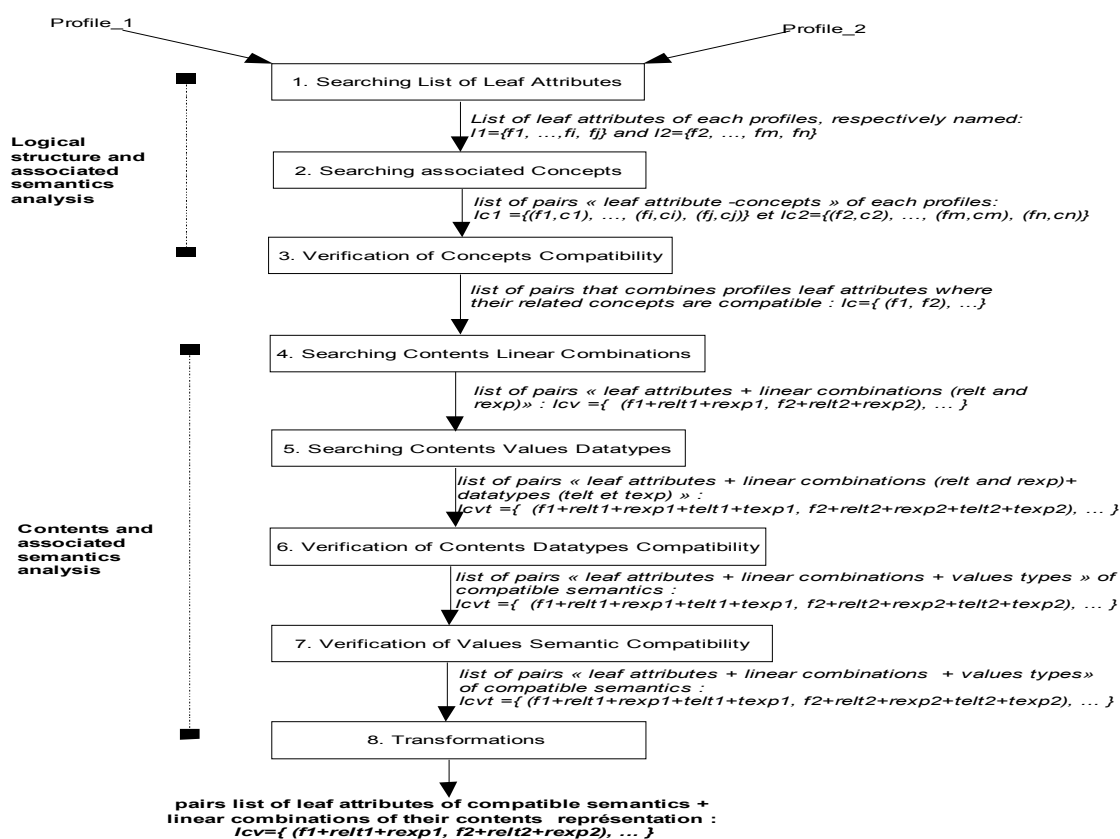 Profile_1
Profile_2
1. Searching List of Leaf Attributes
List of leaf attributes of each profiles, respectively named:
l1={f1, ...,fi, fj} and l2={f2, ..., fm, fn}
Logical
structure and
associated
semantics
analysis
2. Searching associated Concepts
list of pairs « leaf attribute -concepts » of each profiles:
lc1 ={(f1,c1), ..., (fi,ci), (fj,cj)} et lc2={(f2,c2), ..., (fm,cm), (fn,cn)}
3. Verification of Concepts Compatibility
list of pairs that combines profiles leaf attributes where
their related concepts are compatible : lc={ (f1, f2), ...}
4. Searching Contents Linear Combinations
list of pairs « leaf attributes + linear combinations (relt and
rexp)» : lcv ={ (f1+relt1+rexp1, f2+relt2+rexp2), ... }
5. Searching Contents Values Datatypes
list of pairs « leaf attributes + linear combinations (relt and rexp)+
datatypes (telt et texp) » :
lcvt ={ (f1+relt1+rexp1+telt1+texp1, f2+relt2+rexp2+telt2+texp2), ... }
Contents and
associated
semantics
analysis
6. Verification of Contents Datatypes Compatibility
list of pairs « leaf attributes + linear combinations + values types » of
compatible semantics :
lcvt ={ (f1+relt1+rexp1+telt1+texp1, f2+relt2+rexp2+telt2+texp2), ... }
7. Verification of Values Semantic Compatibility
list of pairs « leaf attributes + linear combinations + values types»
of compatible semantics :
lcvt ={ (f1+relt1+rexp1+telt1+texp1, f2+relt2+rexp2+telt2+texp2), ... }
8. Transformations
pairs list of leaf attributes of compatible semantics +
linear combinations of their contents représentation :
lcv={ (f1+relt1+rexp1, f2+relt2+rexp2), ... }